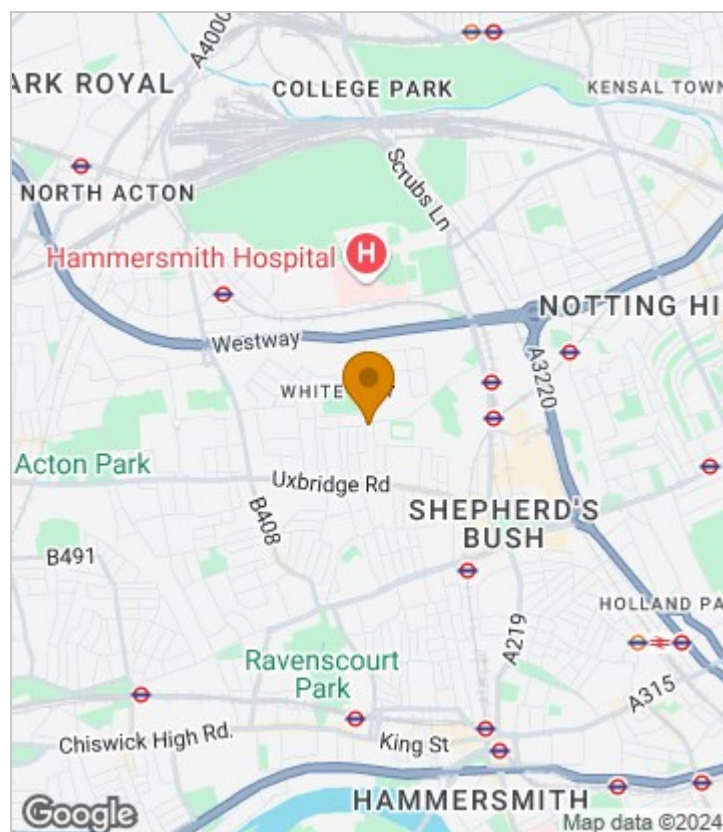 A4000
ARK ROYAL
COLLEGE PARK
KENSAL TOWN
Scrubs Ln
NORTH ACTON
Hammersmith Hospital
H
NOTTING HI
Westway
A3220
WHITE
Acton Park
Uxbridge Rd
SHEPHERD'S
BUSH
B408
B491
HOLLAND PA
A219
Ravenscourt
Park
A315
Chiswick High Rd.
King St
HAMMERSMITH
Google
Map data ©2024